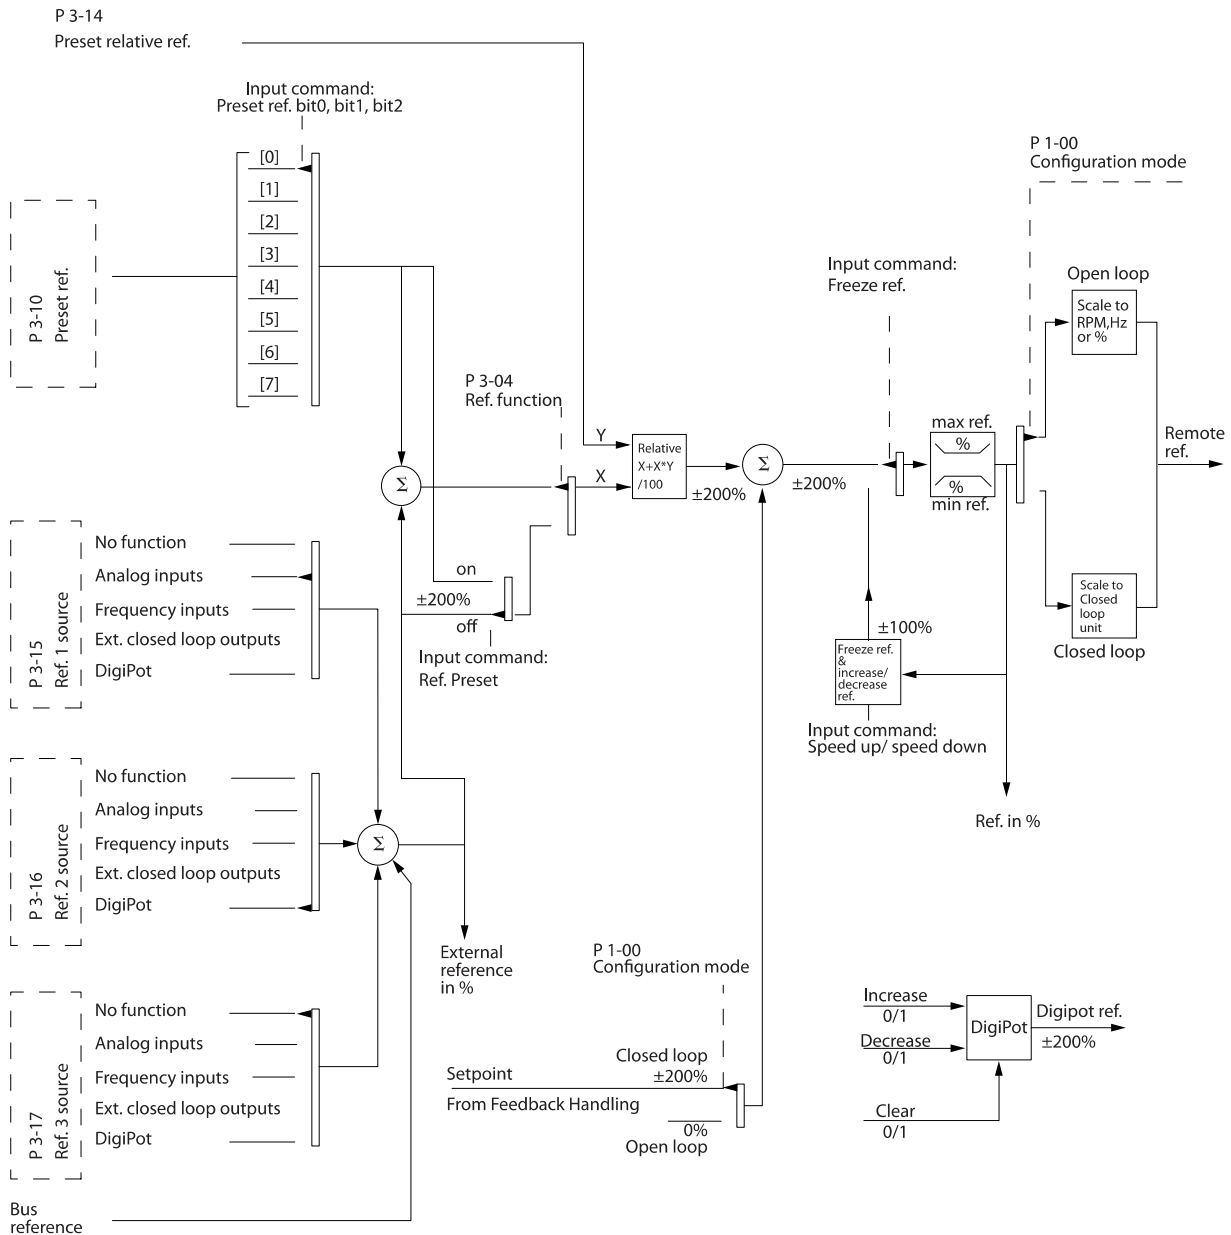 P 3-14
Preset relative ref.
Input command:
Preset ref. bit0, bit1, bit2
[0]
[1]
[2]
[3]
[4]
[5]
[6]
[7]
P 3-10
Preset ref.
P 1-00
Configuration mode
Input command:
Freeze ref.
Open loop
Scale to
RPM,Hz
or %
P 3-04
Ref. function
Y
X
Relative
X+X*Y
/100
±200%
Σ
±200%
max ref.
%
%
min ref.
Remote
ref.
Σ
P 3-15
Ref. 1 source
No function
Analog inputs
Frequency inputs
Ext. closed loop outputs
DigiPot
on
±200%
off
Input command:
Ref. Preset
±100%
Freeze ref.
&
increase/
decrease
ref.
Input command:
Speed up/ speed down
Scale to
Closed
loop
unit
Closed loop
Ref. in %
P 3-16
Ref. 2 source
No function
Analog inputs
Frequency inputs
Ext. closed loop outputs
DigiPot
Σ
External
reference
in %
P 1-00
Configuration mode
P 3-17
Ref. 3 source
No function
Analog inputs
Frequency inputs
Ext. closed loop outputs
DigiPot
Closed loop
±200%
Setpoint
From Feedback Handling
0%
Open loop
Increase
0/1
Decrease
0/1
DigiPot
Digipot ref.
±200%
Clear
0/1
Bus
reference